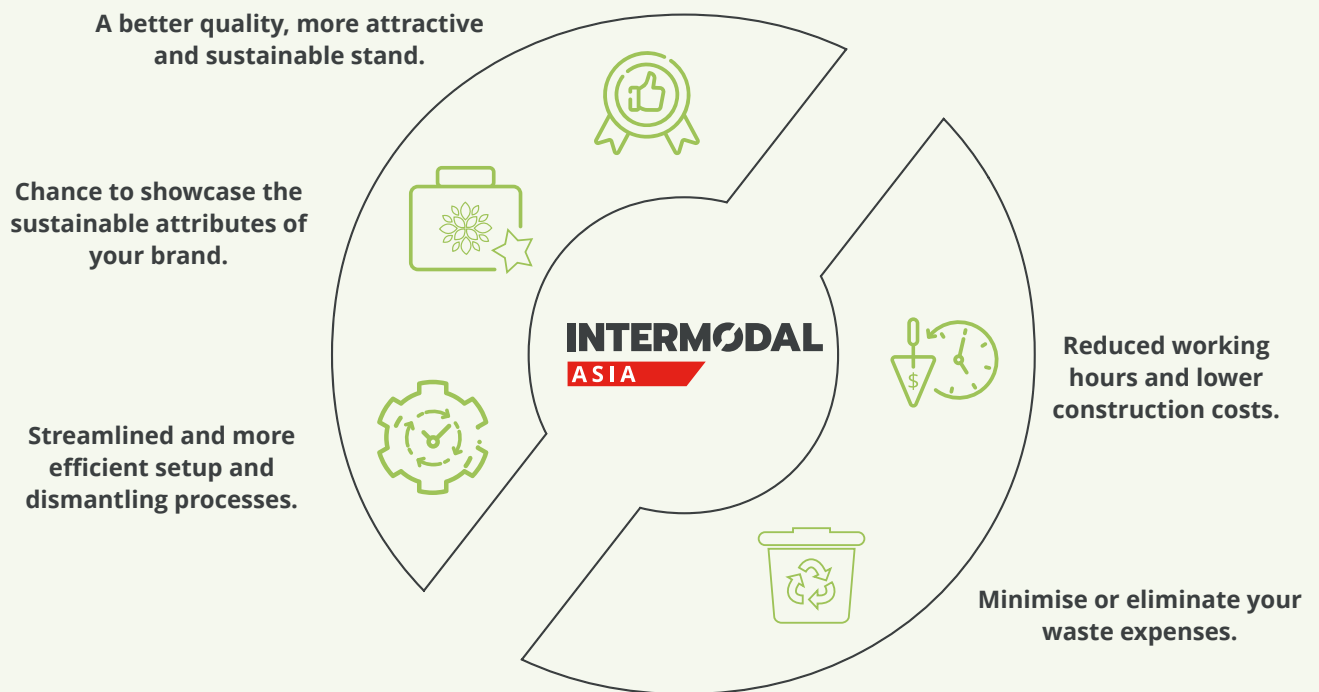 A better quality, more attractive
and sustainable stand.
Chance to showcase the
sustainable attributes of
your brand.
Streamlined and more
efficient setup and
dismantling processes.
INTERMODAL
ASIA
$
Reduced working
hours and lower
construction costs.
Minimise or eliminate your
waste expenses.